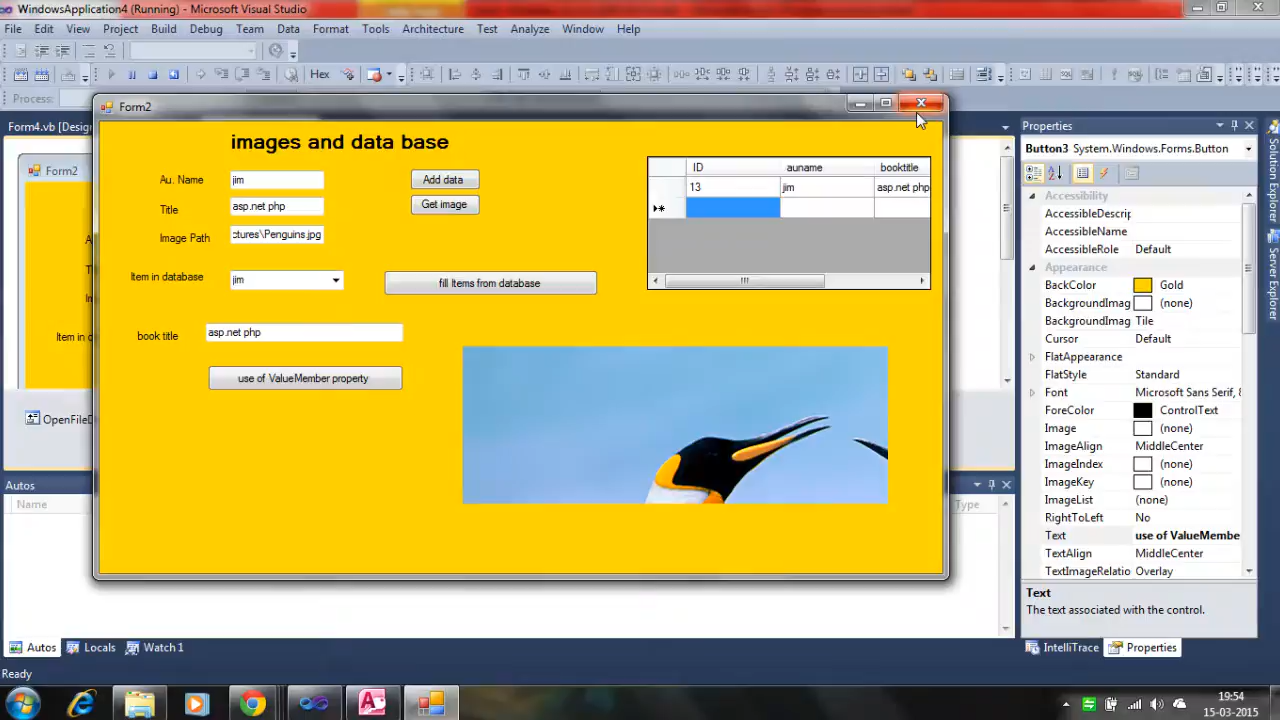 WindowsApplication4 (Running) - Microsoft Visual Studio
File Edit View Project Build Debug Team Format Tools Architecture Test Analyze Window Help
Hex
Process:
Form4.vb [Desig
Form2
OpenFileD
Form2
images and data base
Au. Name jim Add data
Title asp.net php Get image
Image Path ctures\Penguins.jpg
Item in database jim fill Items from database
book title asp.net php
use of ValueMember property
ID auname booktitle
13 jim asp.net php
Item in d
Autos
Name
Type
Autos Locals Watch 1
Ready
Properties
Button3 System.Windows.Forms.Button
Accessibility
AccessibleDescrip
AccessibleName
AccessibleRole Default
Appearance
BackColor Gold
BackgroundImag (none)
BackgroundImag Tile
Cursor Default
FlatAppearance
FlatStyle Standard
Font Microsoft Sans Serif, 8
ForeColor ControlText
Image (none)
ImageAlign MiddleCenter
ImageIndex (none)
ImageKey (none)
ImageList (none)
RightToLeft No
Text use of ValueMembe
TextAlign MiddleCenter
TextImageRelatio Overlay
Text
The text associated with the control.
IntelliTrace Properties
Solution Explorer
Server Explorer
19:54
15-03-2015